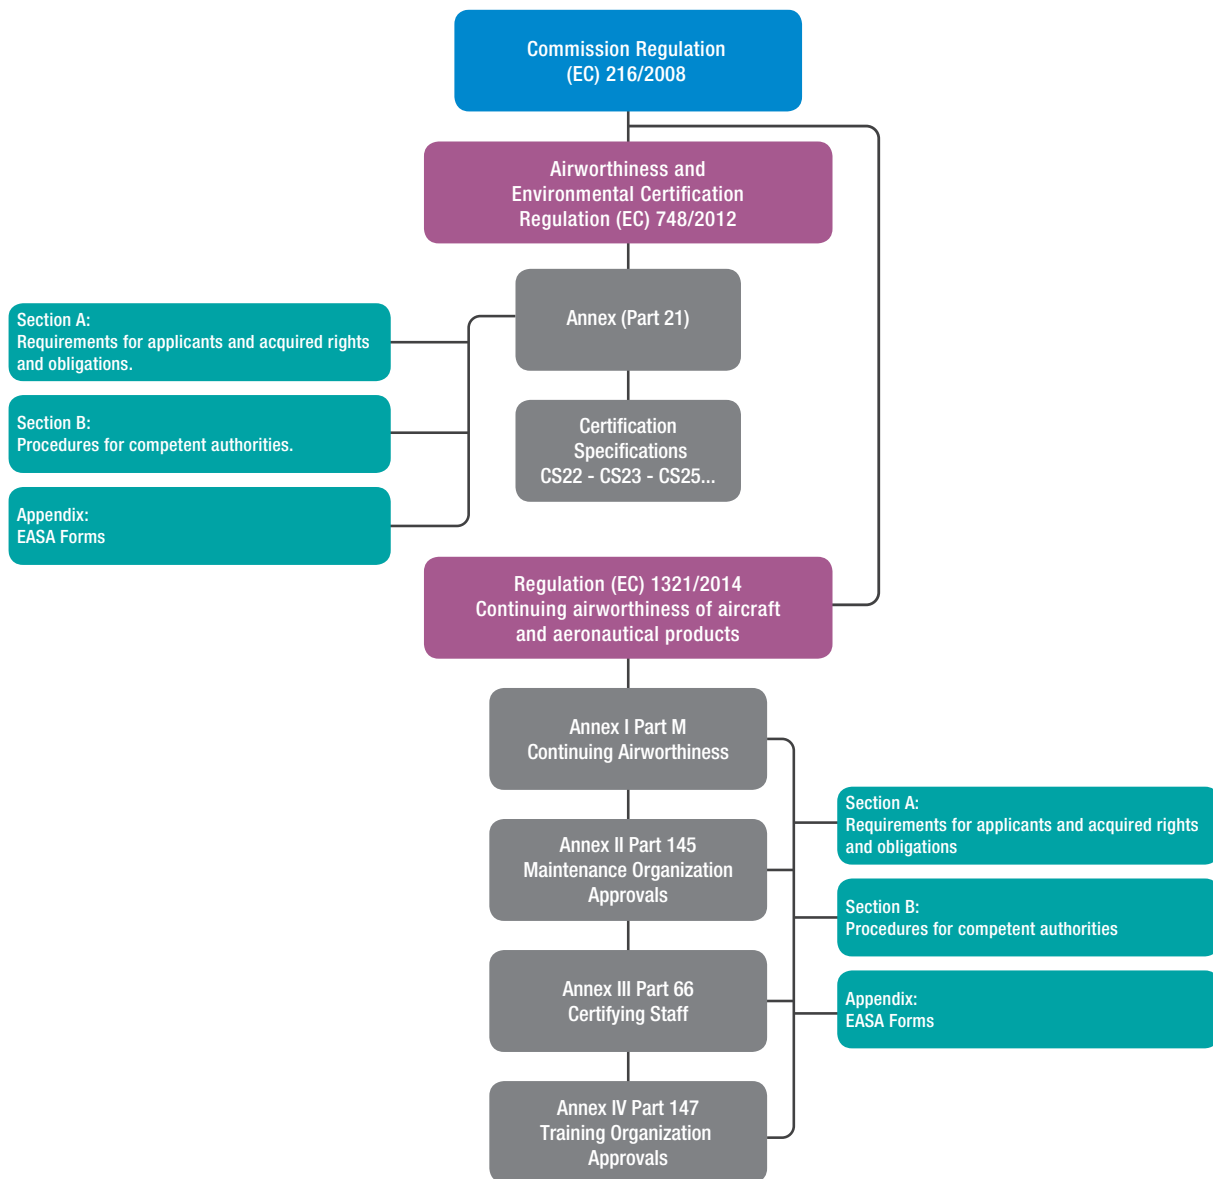 Commission Regulation
(EC) 216/2008
Airworthiness and
Environmental Certification
Regulation (EC) 748/2012
Annex (Part 21)
Section A:
Requirements for applicants and acquired rights
and obligations.
Section B:
Procedures for competent authorities.
Appendix:
EASA Forms
Certification
Specifications
CS22 - CS23 - CS25...
Regulation (EC) 1321/2014
Continuing airworthiness of aircraft
and aeronautical products
Annex I Part M
Continuing Airworthiness
Annex II Part 145
Maintenance Organization
Approvals
Annex III Part 66
Certifying Staff
Annex IV Part 147
Training Organization
Approvals
Section A:
Requirements for applicants and acquired rights
and obligations
Section B:
Procedures for competent authorities
Appendix:
EASA Forms